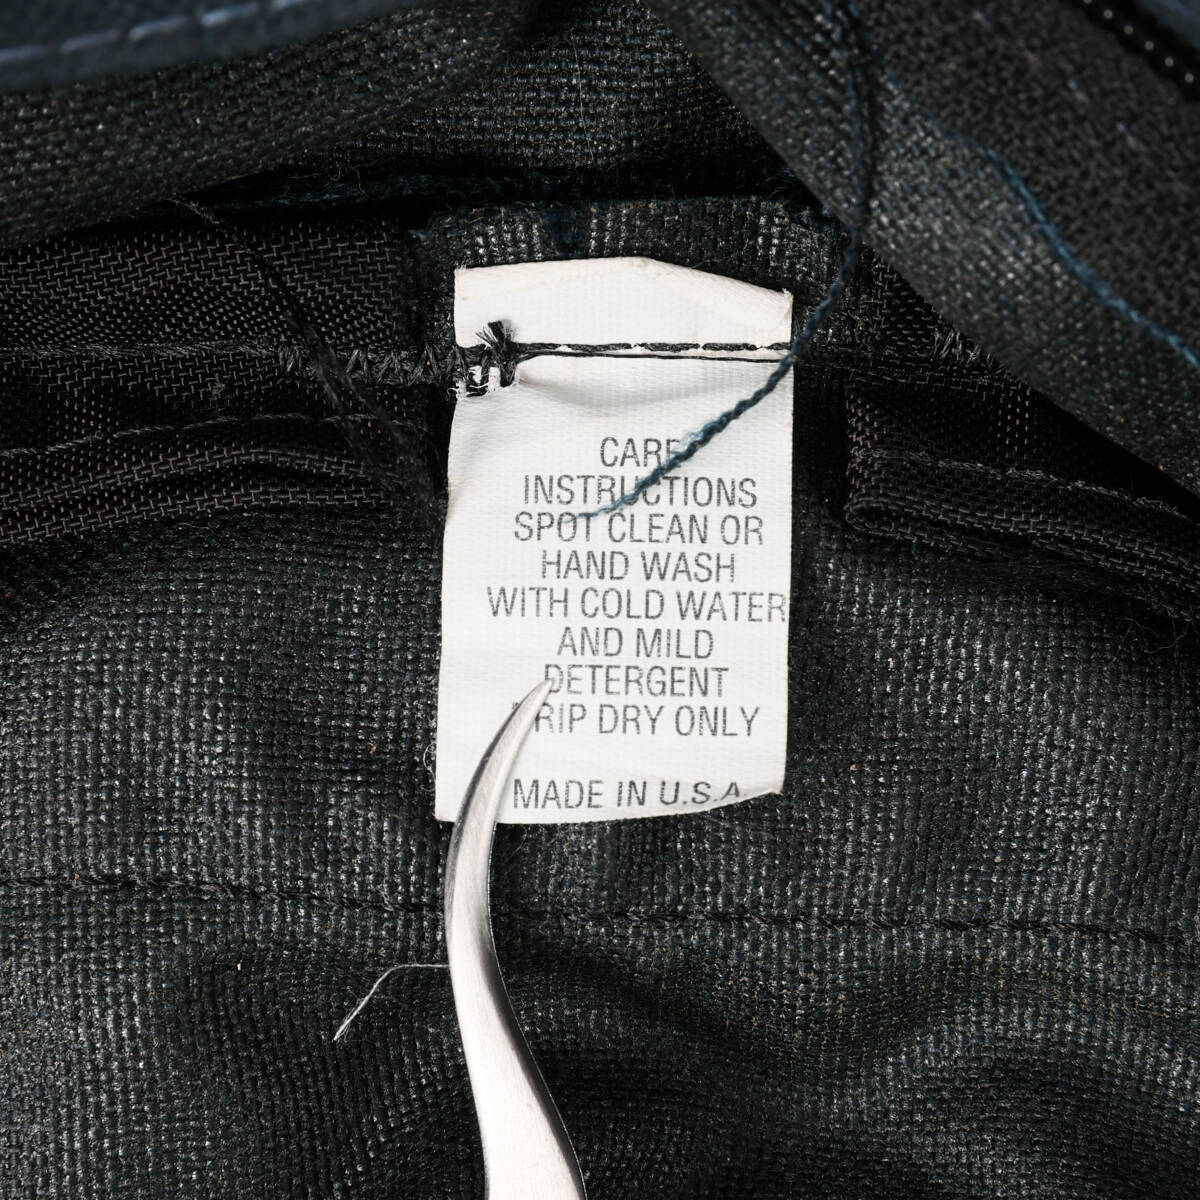 CARE
INSTRUCTIONS
SPOT CLEAN OR
HAND WASH
WITH COLD WATER
AND MILD
DETERGENT
DRIP DRY ONLY
MADE IN U.S.A.